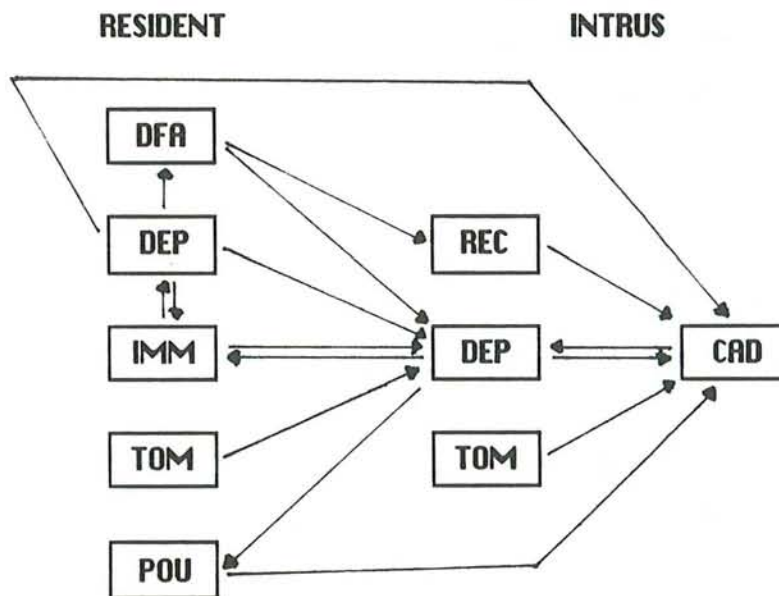 RESIDENT INTRUS
DFA
DEP REC
IMM DEP CAD
TOM TOM
POU